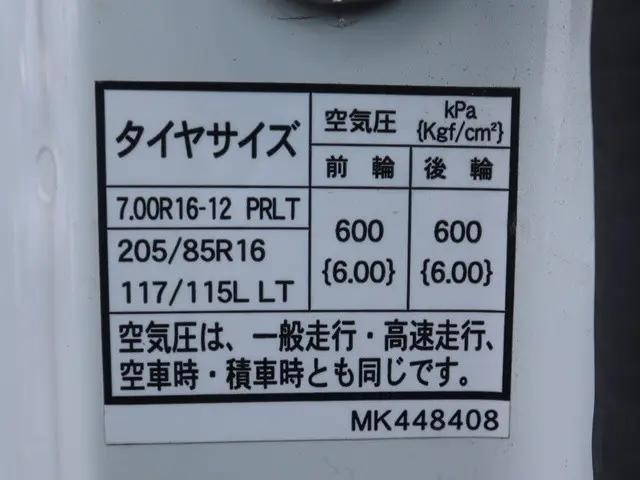 タイヤサイズ
空気圧 kPa {Kgf/cm²}
前輪 後輪
7.00R16-12 PRLT
205/85R16
117/115L LT
600 600
{6.00} {6.00}
空気圧は、一般走行・高速走行、
空車時・積車時とも同じです。
MK448408